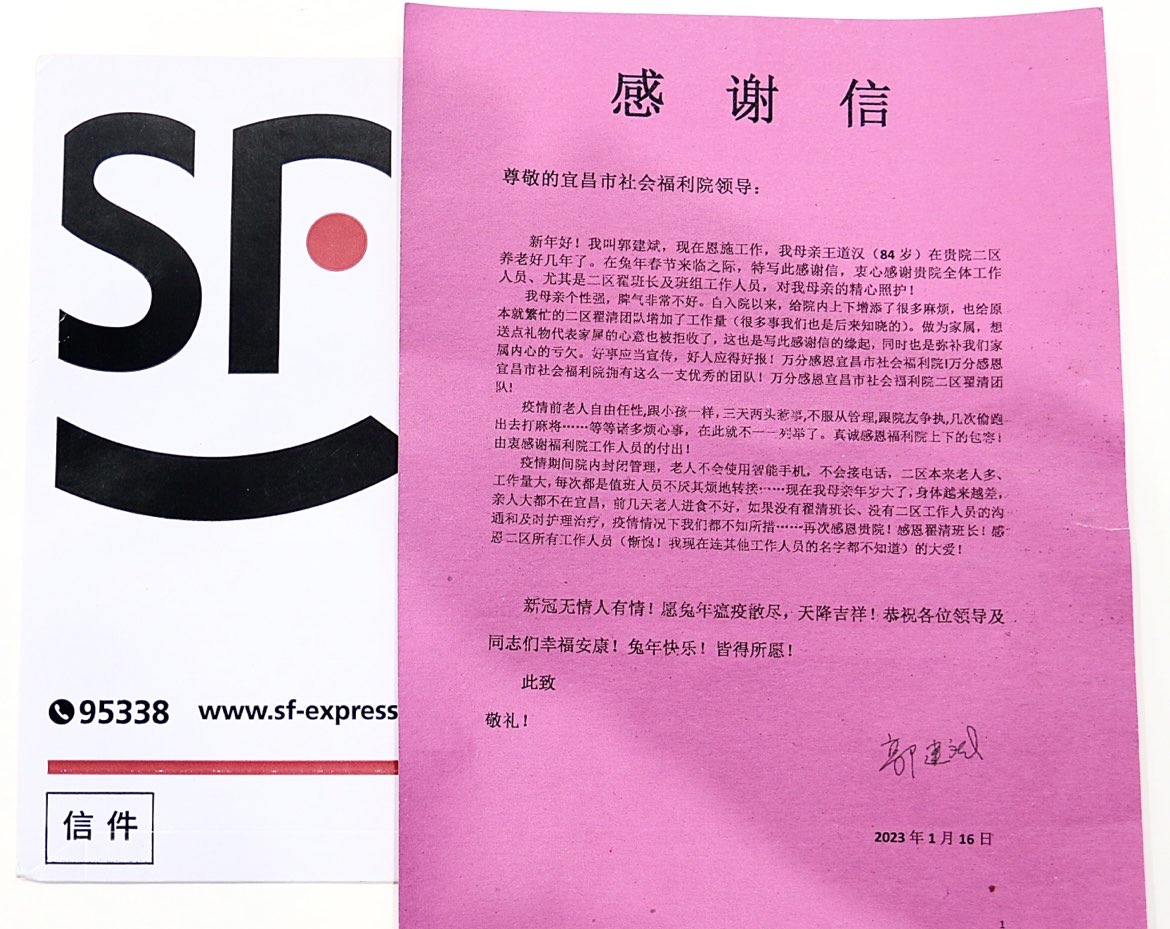 SF
95338 www.sf-express
信件
感谢信
尊敬的宜昌市社会福利院领导：
新年好！我叫郭建斌，现在恩施工作，我母亲王道汉（84 岁）在贵院二区
养老好几年了。在兔年春节来临之际，特写此感谢信，衷心感谢贵院全体工作
人员、尤其是二区翟班长及班组工作人员，对我母亲的精心照护！
我母亲个性强，脾气非常不好。自入院以来，给院内上下增添了很多麻烦，也给原
本就繁忙的二区翟清团队增加了工作量（很多事我们也是后来知晓的）。做为家属，想
送点礼物代表家属的心意也被拒收了，这也是写此感谢信的缘起，同时也是弥补我们家
属内心的亏欠。好事应当宣传，好人应得好报！万分感恩宜昌市社会福利院!万分感恩
宜昌市社会福利院拥有这么一支优秀的团队！万分感恩宜昌市社会福利院二区翟清团
队!
疫情前老人自由任性,跟小孩一样，三天两头惹事,不服从管理,跟院友争执,几次偷跑
出去打麻将……等等诸多烦心事，在此就不一一列举了。真诚感恩福利院上下的包容！
由衷感谢福利院工作人员的付出！
疫情期间院内封闭管理，老人不会使用智能手机，不会接电话，二区本来老人多、
工作量大，每次都是值班人员不厌其烦地转接……现在我母亲年岁大了，身体越来越差，
亲人大都不在宜昌，前几天老人进食不好，如果没有翟清班长、没有二区工作人员的沟
通和及时护理治疗，疫情情况下我们都不知所措……再次感恩贵院！感恩翟清班长！感
恩二区所有工作人员（惭愧！我现在连其他工作人员的名字都不知道）的大爱！
新冠无情人有情！愿兔年瘟疫散尽，天降吉祥！恭祝各位领导及
同志们幸福安康！兔年快乐！皆得所愿！
此致
敬礼！
郭建斌
2023 年 1 月 16 日
1